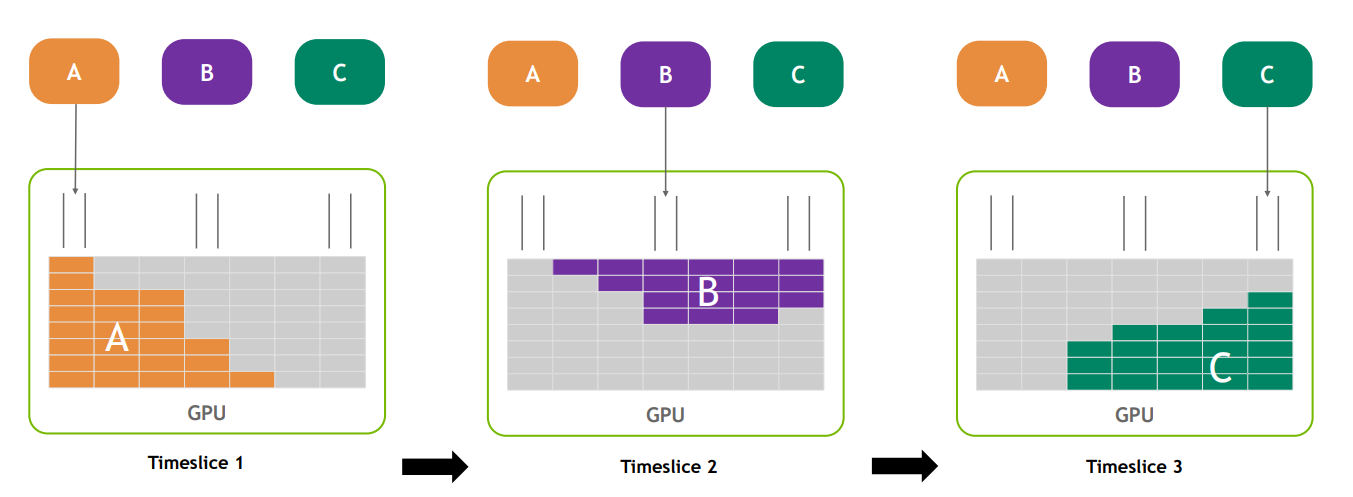 A B C
A B C
A B C
A
B
C
GPU
GPU
GPU
Timeslice 1
Timeslice 2
Timeslice 3